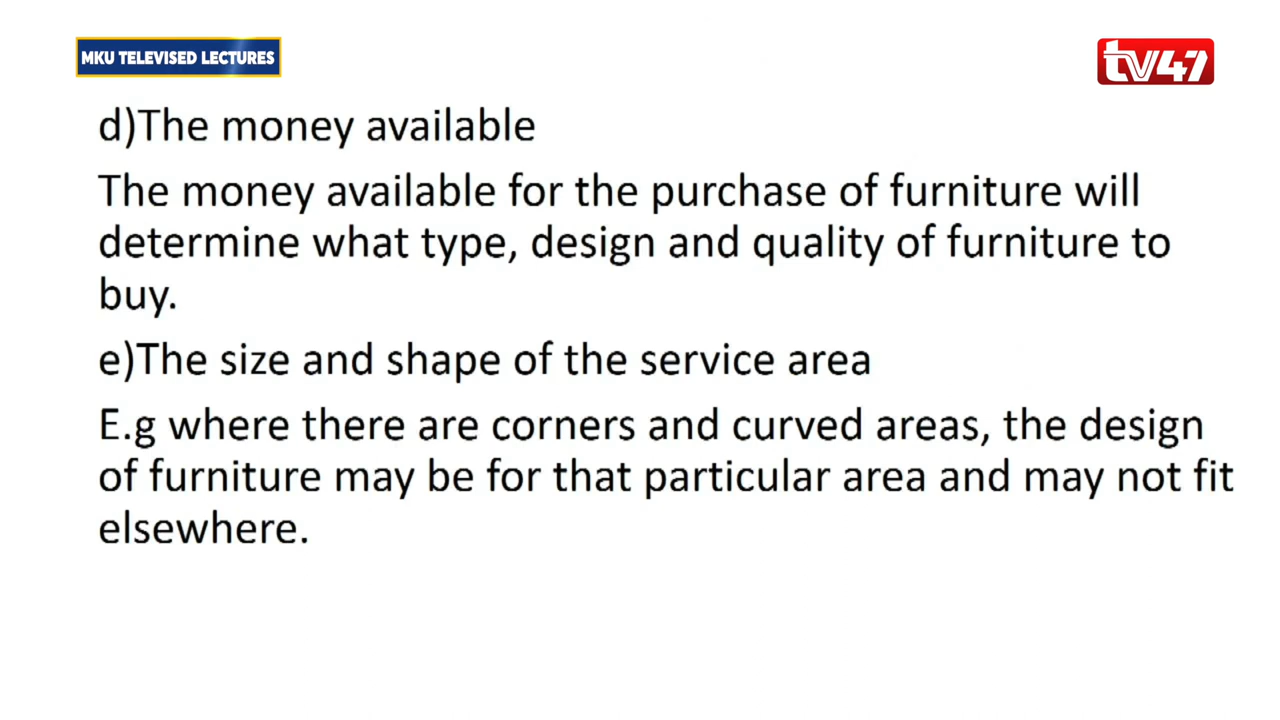 MKU TELEVISED LECTURES
tv47
d)The money available
The money available for the purchase of furniture will
determine what type, design and quality of furniture to
buy.
e)The size and shape of the service area
E.g where there are corners and curved areas, the design
of furniture may be for that particular area and may not fit
elsewhere.